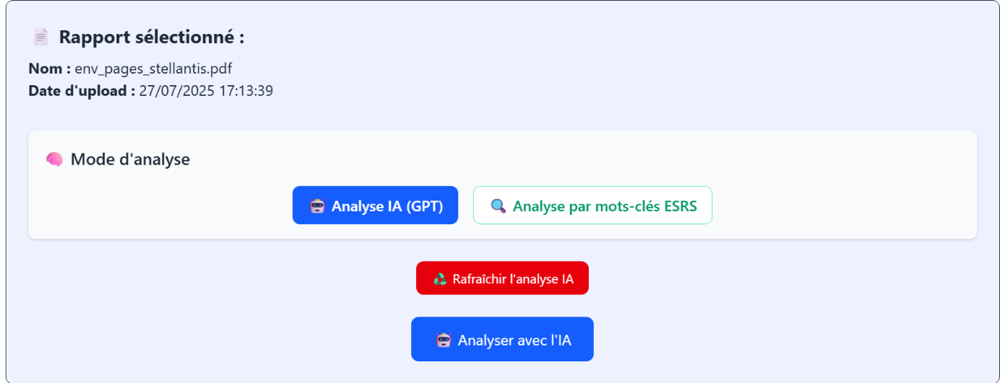 Rapport sélectionné :
Nom : env_pages_stellantis.pdf
Date d'upload : 27/07/2025 17:13:39
Mode d'analyse
Analyse IA (GPT)
Analyse par mots-clés ESRS
Rafraîchir l'analyse IA
Analyser avec l'IA